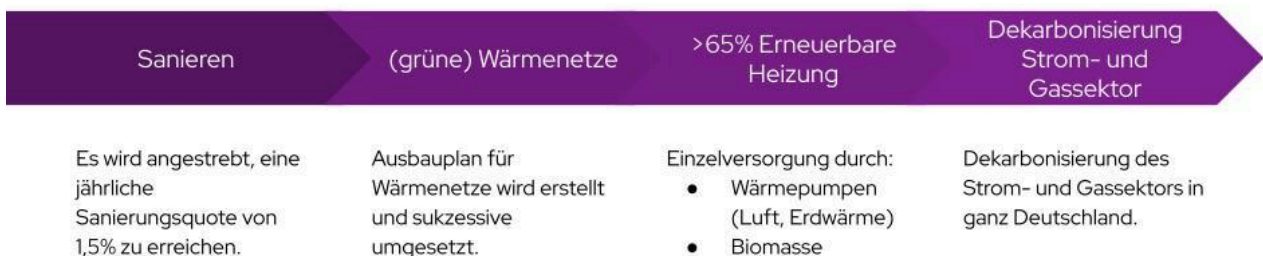 Sanieren
(grüne) Wärmenetze
>65% Erneuerbare
Heizung
Dekarbonisierung
Strom- und
Gassektor
Es wird angestrebt, eine
jährliche
Sanierungsquote von
1,5% zu erreichen.
Ausbauplan für
Wärmenetze wird erstellt
und sukzessive
umgesetzt.
Einzelversorgung durch:
● Wärmepumpen
(Luft, Erdwärme)
● Biomasse
Dekarbonisierung des
Strom- und Gassektors in
ganz Deutschland.